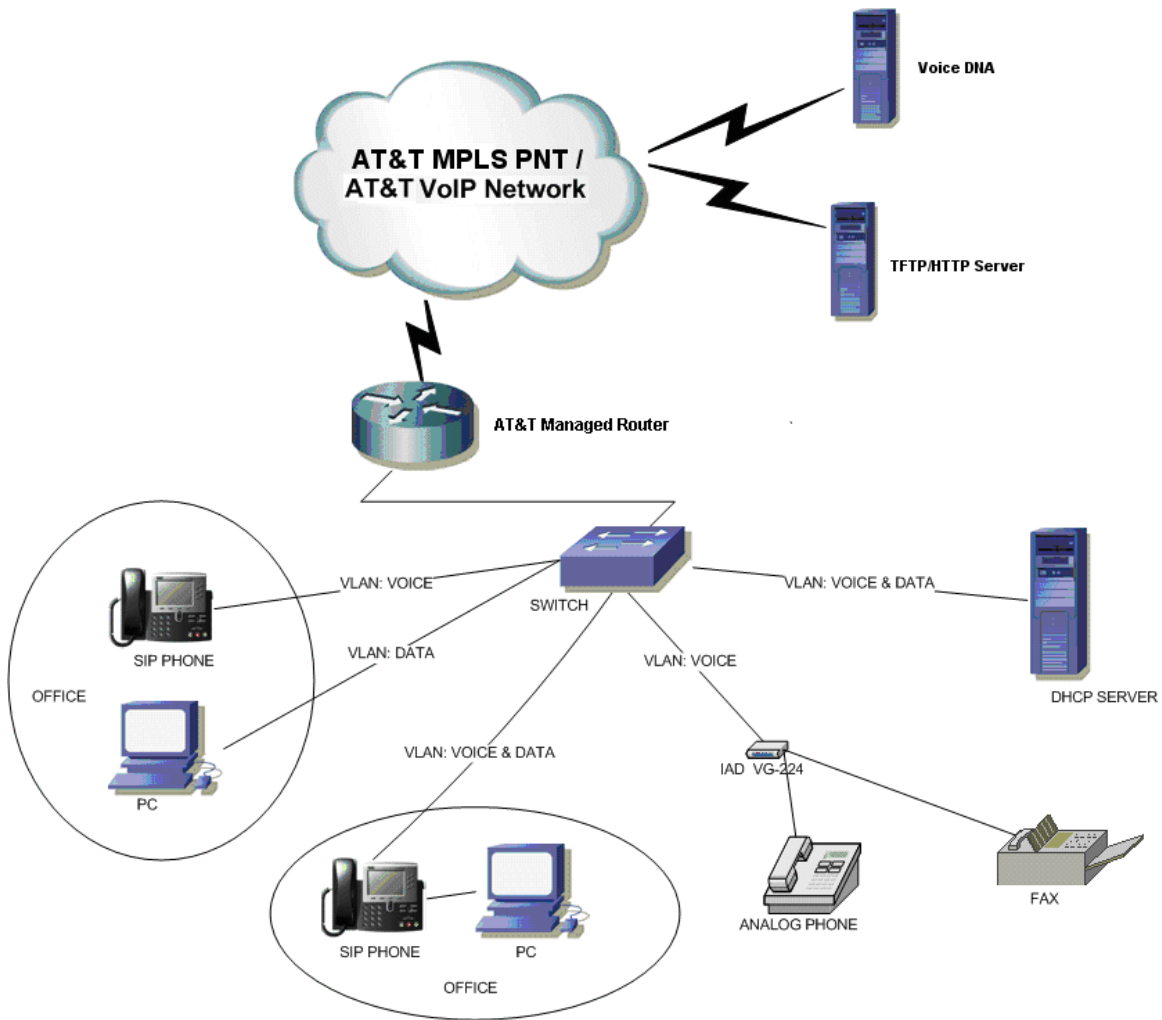 Voice DNA
AT&T MPLS PNT /
AT&T VoIP Network
TFTP/HTTP Server
AT&T Managed Router
VLAN: VOICE
VLAN: VOICE & DATA
SWITCH
VLAN: DATA
VLAN: VOICE
SIP PHONE
OFFICE
DHCP SERVER
VLAN: VOICE & DATA
IAD VG-224
PC
FAX
ANALOG PHONE
SIP PHONE
PC
OFFICE